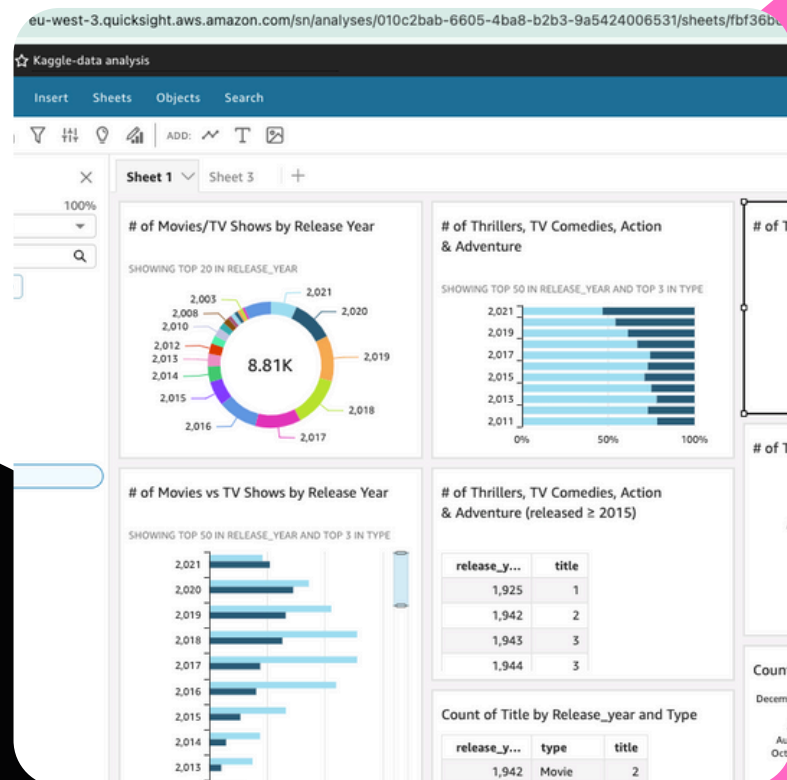 eu-west-3.quicksight.aws.amazon.com/sn/analyses/010c2bab-6605-4ba8-b2b3-9a5424006531/sheets/fbf36b
Kaggle-data analysis
Insert Sheets Objects Search
ADD: T
Sheet 1 Sheet 3
100%
# of Movies/TV Shows by Release Year
SHOWING TOP 20 IN RELEASE_YEAR
2,021
2,020
2,019
2,018
2,017
2,016
2,015
2,014
2,013
2,012
2,010
2,008
2,003
8.81K
# of Thrillers, TV Comedies, Action
& Adventure
SHOWING TOP 50 IN RELEASE_YEAR AND TOP 3 IN TYPE
2,021
2,019
2,017
2,015
2,013
2,011
0% 50% 100%
# of T
# of Movies vs TV Shows by Release Year
SHOWING TOP 50 IN RELEASE_YEAR AND TOP 3 IN TYPE
2,021
2,020
2,019
2,018
2,017
2,016
2,015
2,014
2,013
# of Thrillers, TV Comedies, Action
& Adventure (released ≥ 2015)
release_y... title
1,925 1
1,942 2
1,943 3
1,944 3
Count of Title by Release_year and Type
release_y... type title
1,942 Movie 2
# of T
Coun
Decem
Au
Oct